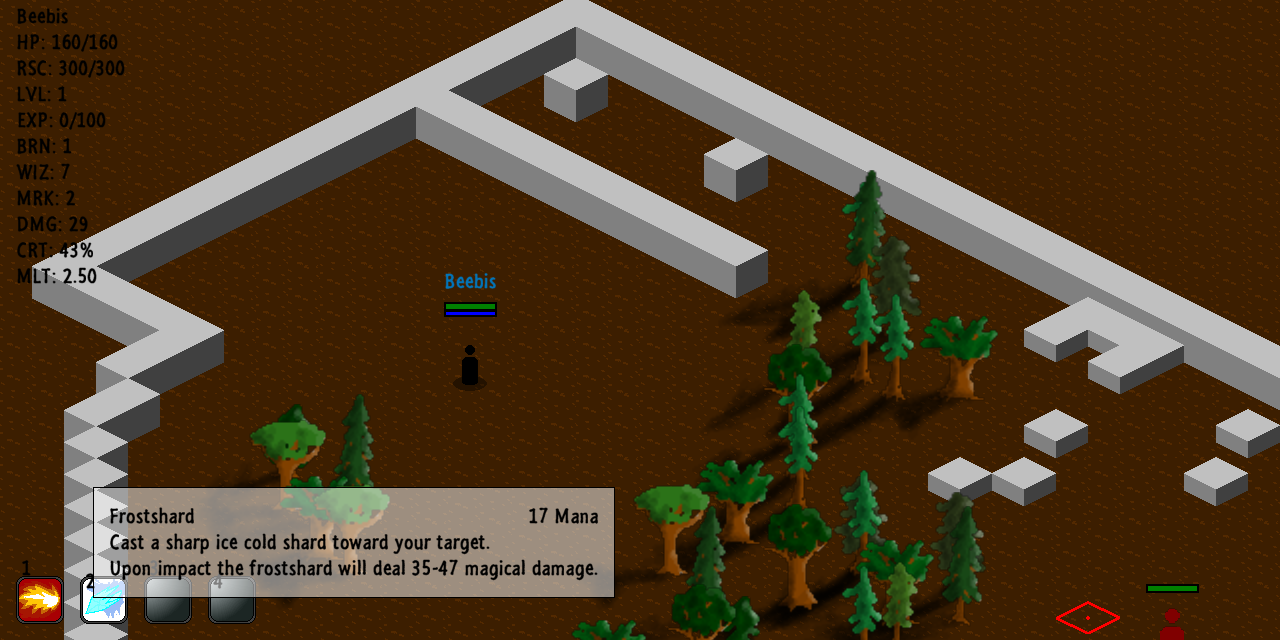 Beebis
HP: 160/160
RSC: 300/300
LVL: 1
EXP: 0/100
BRN: 1
WIZ: 7
MRK: 2
DMG: 29
CRT: 43%
MLT: 2.50
Beebis
Frostshard 17 Mana
Cast a sharp ice cold shard toward your target.
Upon impact the frostshard will deal 35-47 magical damage.
1 2 4